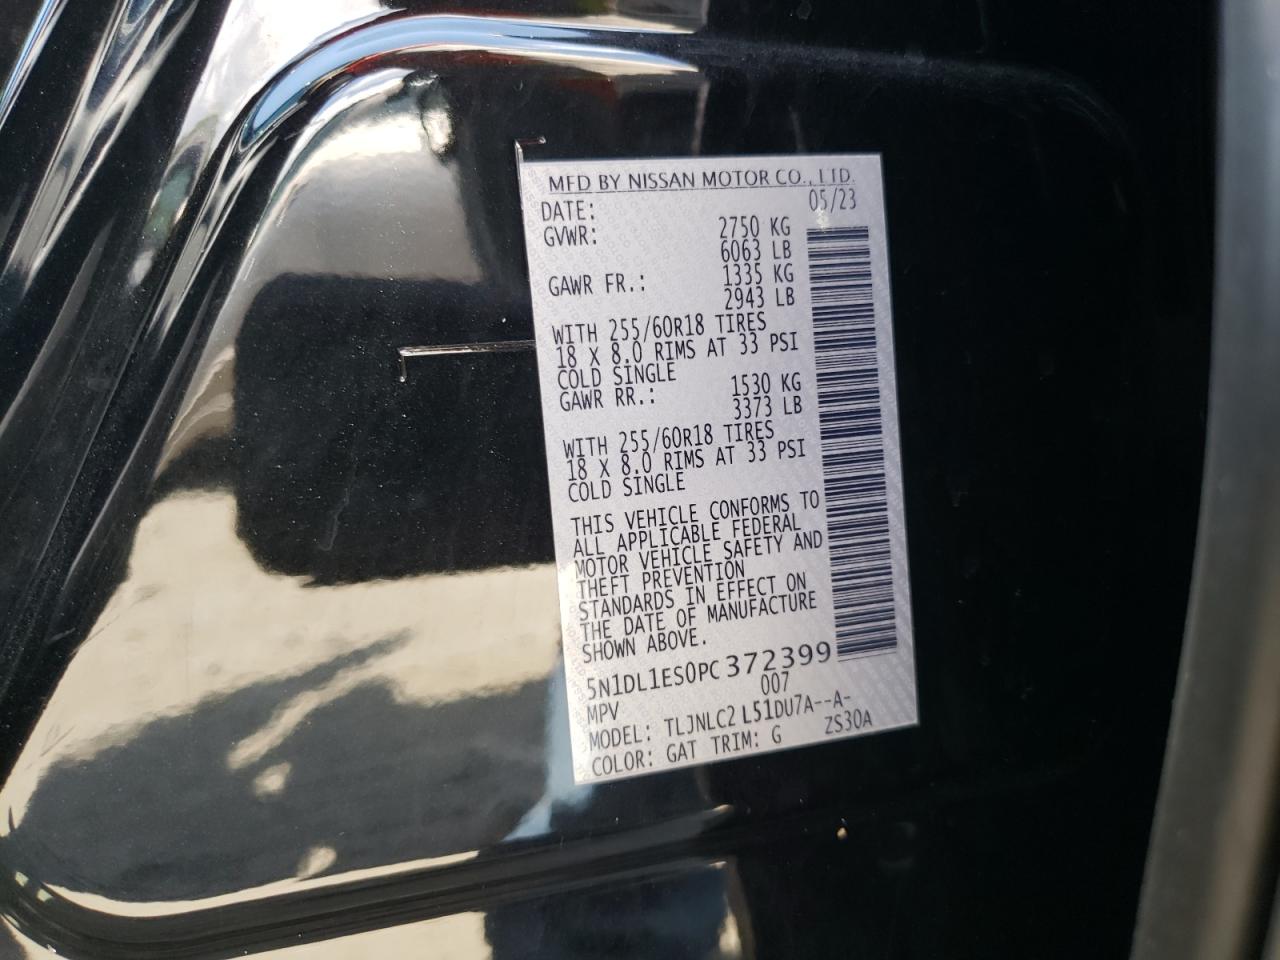 MFD BY NISSAN MOTOR CO., LTD.
DATE: 05/23
GVWR: 2750 KG
6063 LB
GAWR FR.: 1335 KG
2943 LB
WITH 255/60R18 TIRES
18 X 8.0 RIMS AT 33 PSI
COLD SINGLE
GAWR RR.: 1530 KG
3373 LB
WITH 255/60R18 TIRES
18 X 8.0 RIMS AT 33 PSI
COLD SINGLE
THIS VEHICLE CONFORMS TO
ALL APPLICABLE FEDERAL
MOTOR VEHICLE SAFETY AND
THEFT PREVENTION
STANDARDS IN EFFECT ON
THE DATE OF MANUFACTURE
SHOWN ABOVE.
5N1DL1ES0PC372399
MPV 007
MODEL: TLJNLC2 L51DU7A--A-
COLOR: GAT TRIM: G ZS30A